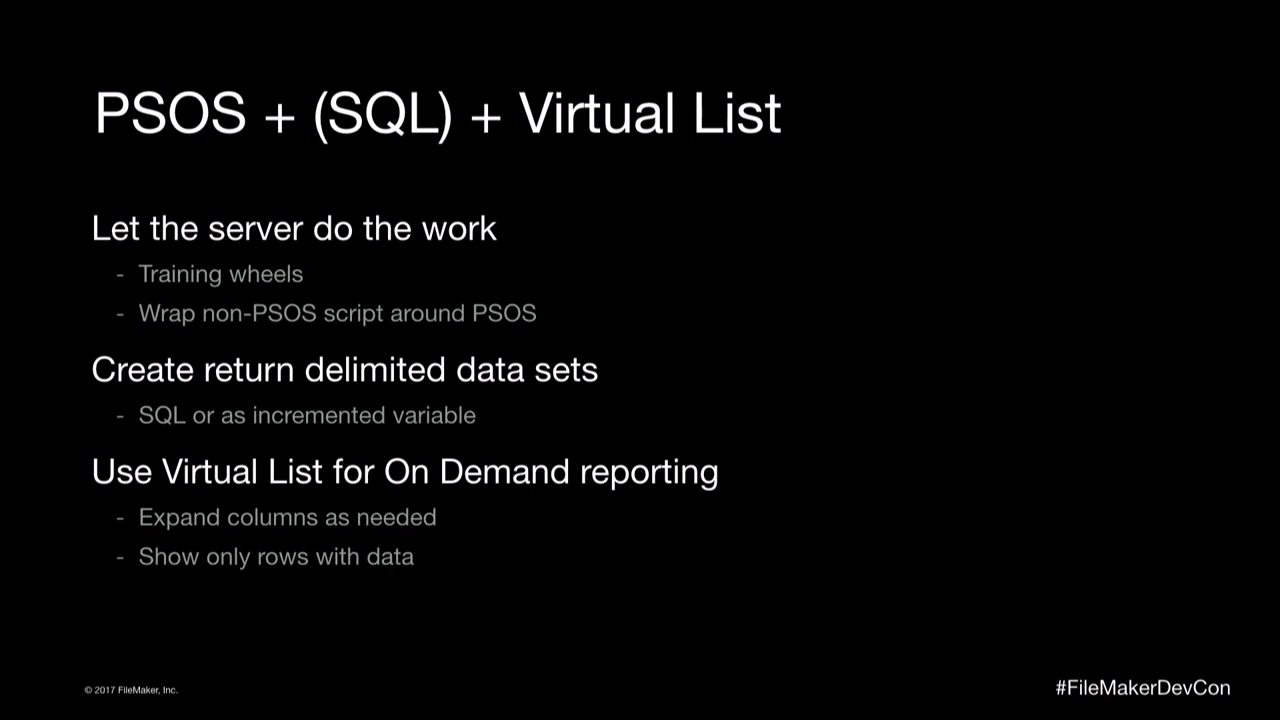 PSOS + (SQL) + Virtual List
Let the server do the work
- Training wheels
- Wrap non-PSOS script around PSOS
Create return delimited data sets
- SQL or as incremented variable
Use Virtual List for On Demand reporting
- Expand columns as needed
- Show only rows with data
© 2017 FileMaker, Inc.
#FileMakerDevCon